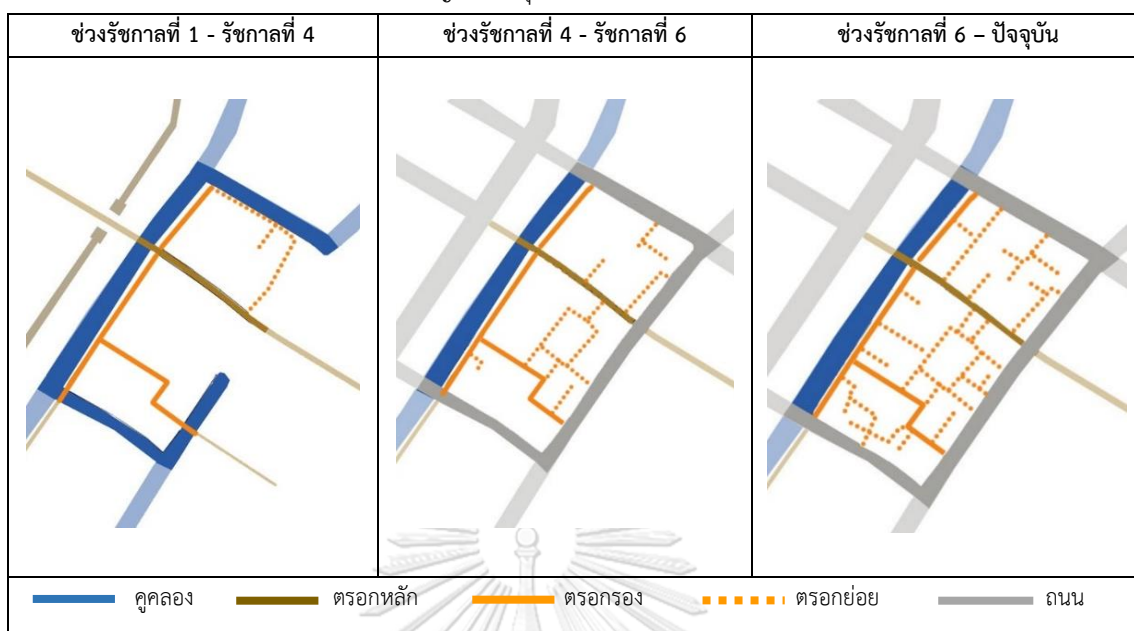 ช่วงรัชกาลที่ 1 - รัชกาลที่ 4
ช่วงรัชกาลที่ 4 - รัชกาลที่ 6
ช่วงรัชกาลที่ 6 – ปัจจุบัน
คูคลอง
ตรอกหลัก
ตรอกรอง
ตรอกย่อย
ถนน